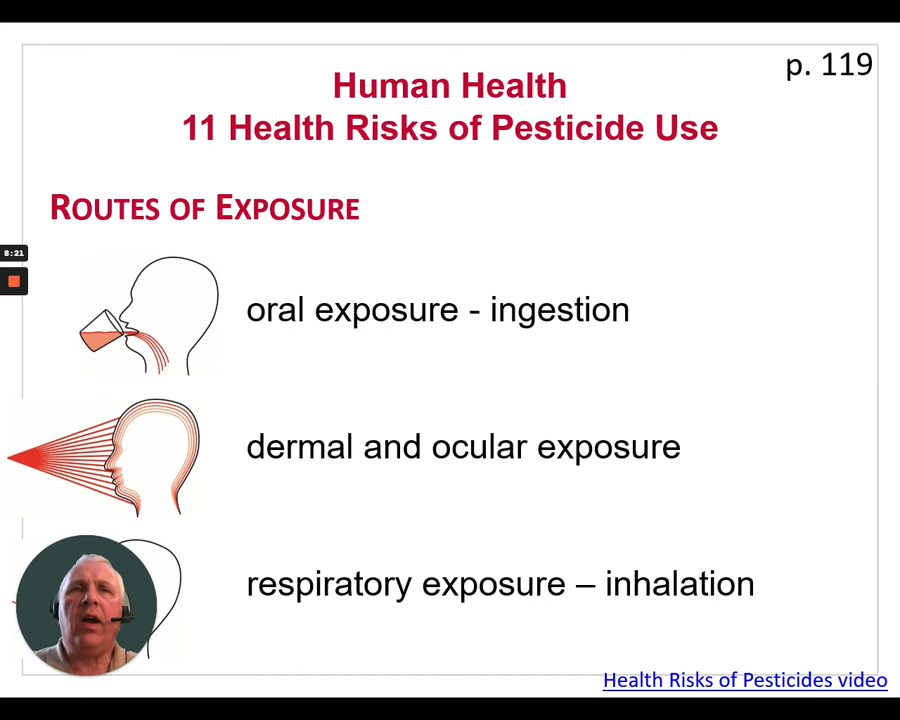 p. 119
Human Health
11 Health Risks of Pesticide Use
ROUTES OF EXPOSURE
8:21
oral exposure - ingestion
dermal and ocular exposure
respiratory exposure – inhalation
Health Risks of Pesticides video